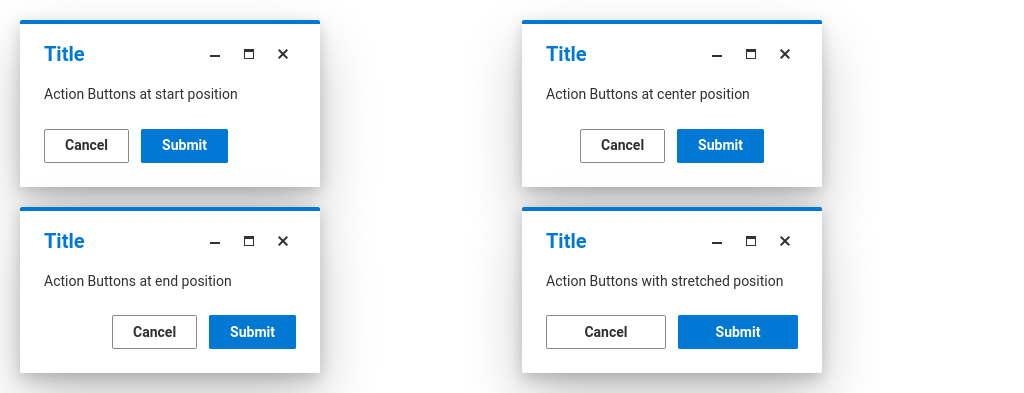 Title
Action Buttons at start position
Cancel Submit
Title
Action Buttons at center position
Cancel Submit
Title
Action Buttons at end position
Cancel Submit
Title
Action Buttons with stretched position
Cancel Submit